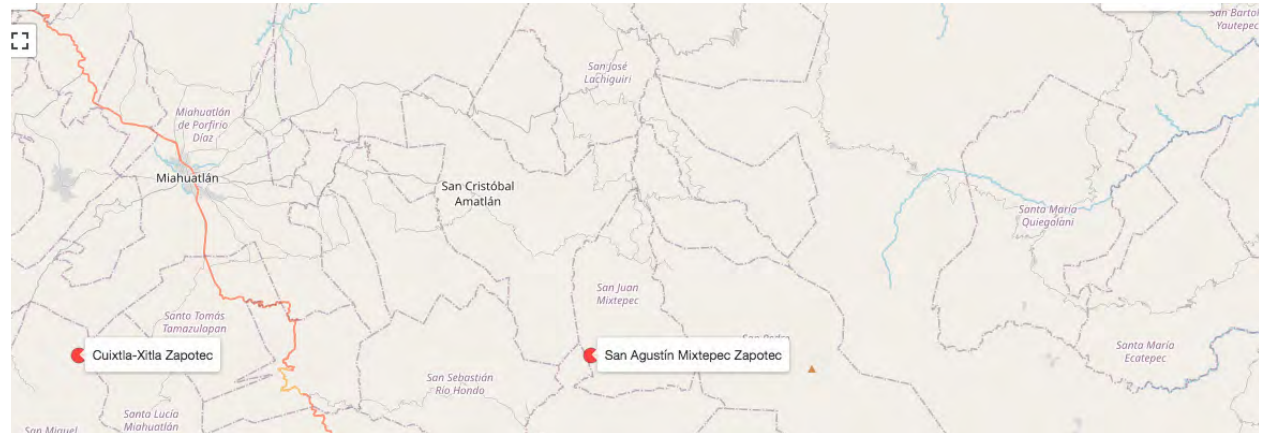 San Bartolo
Yautepec
San José
Lachiguiri
Miahuatlán
de Porfirio
Díaz
Miahuatlán
San Cristóbal
Amatlán
Santa María
Quiegolani
San Juan
Mixtepec
Santo Tomás
Tamazulapan
San Pedro
Cuixtla-Xitla Zapotec
San Agustín Mixtepec Zapotec
Santa María
Ecatepec
San Sebastián
Río Hondo
Santa Lucía
Miahuatlán
San Miguel